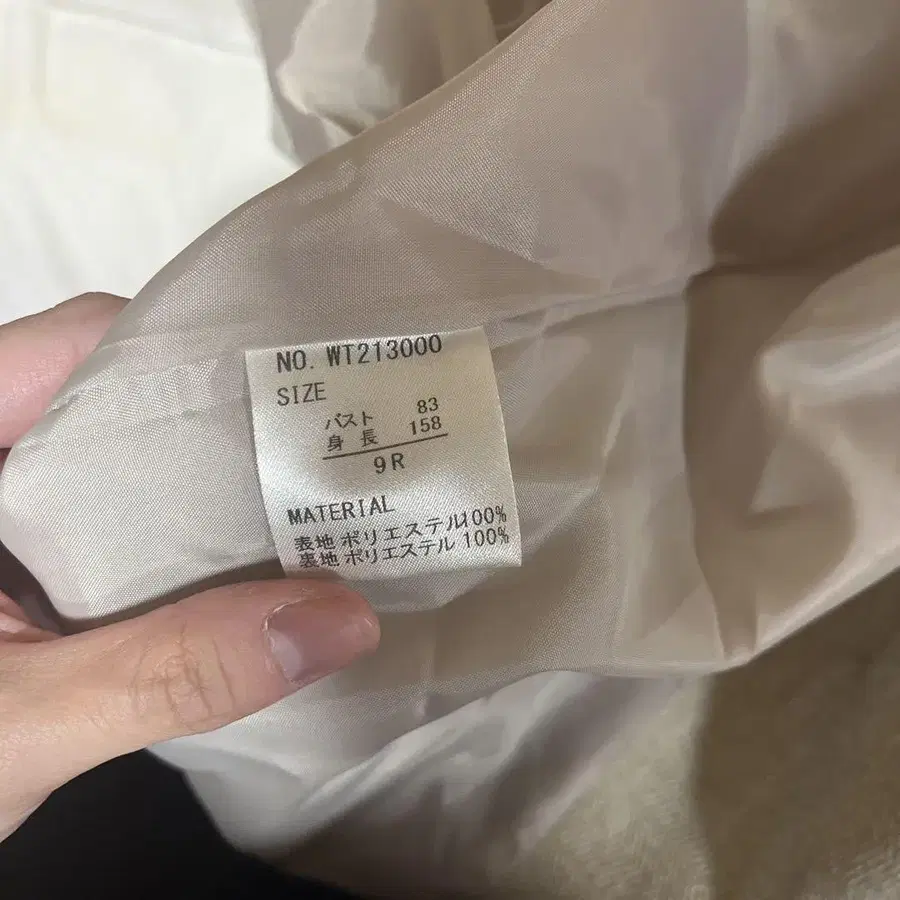 NO. WT213000
SIZE
バスト 83
身長 158
9R
MATERIAL
表地 ポリエステル100%
裏地 ポリエステル 100%